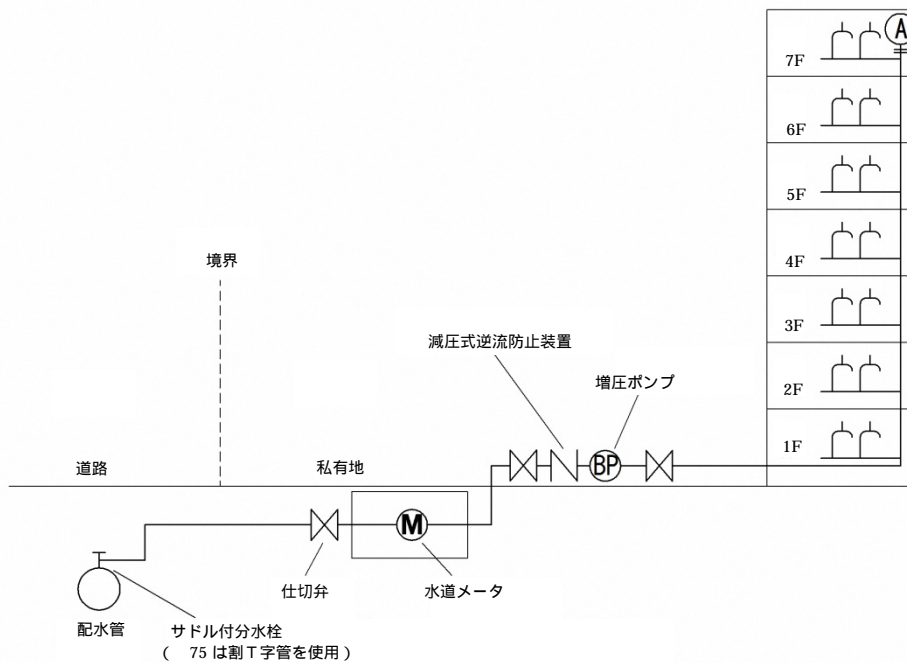 A
7F
6F
5F
4F
境界
3F
減圧式逆流防止装置
増圧ポンプ
2F
1F
道路
私有地
BP
M
仕切弁
水道メータ
配水管
サドル付分水栓
( 75 は割T字管を使用 )